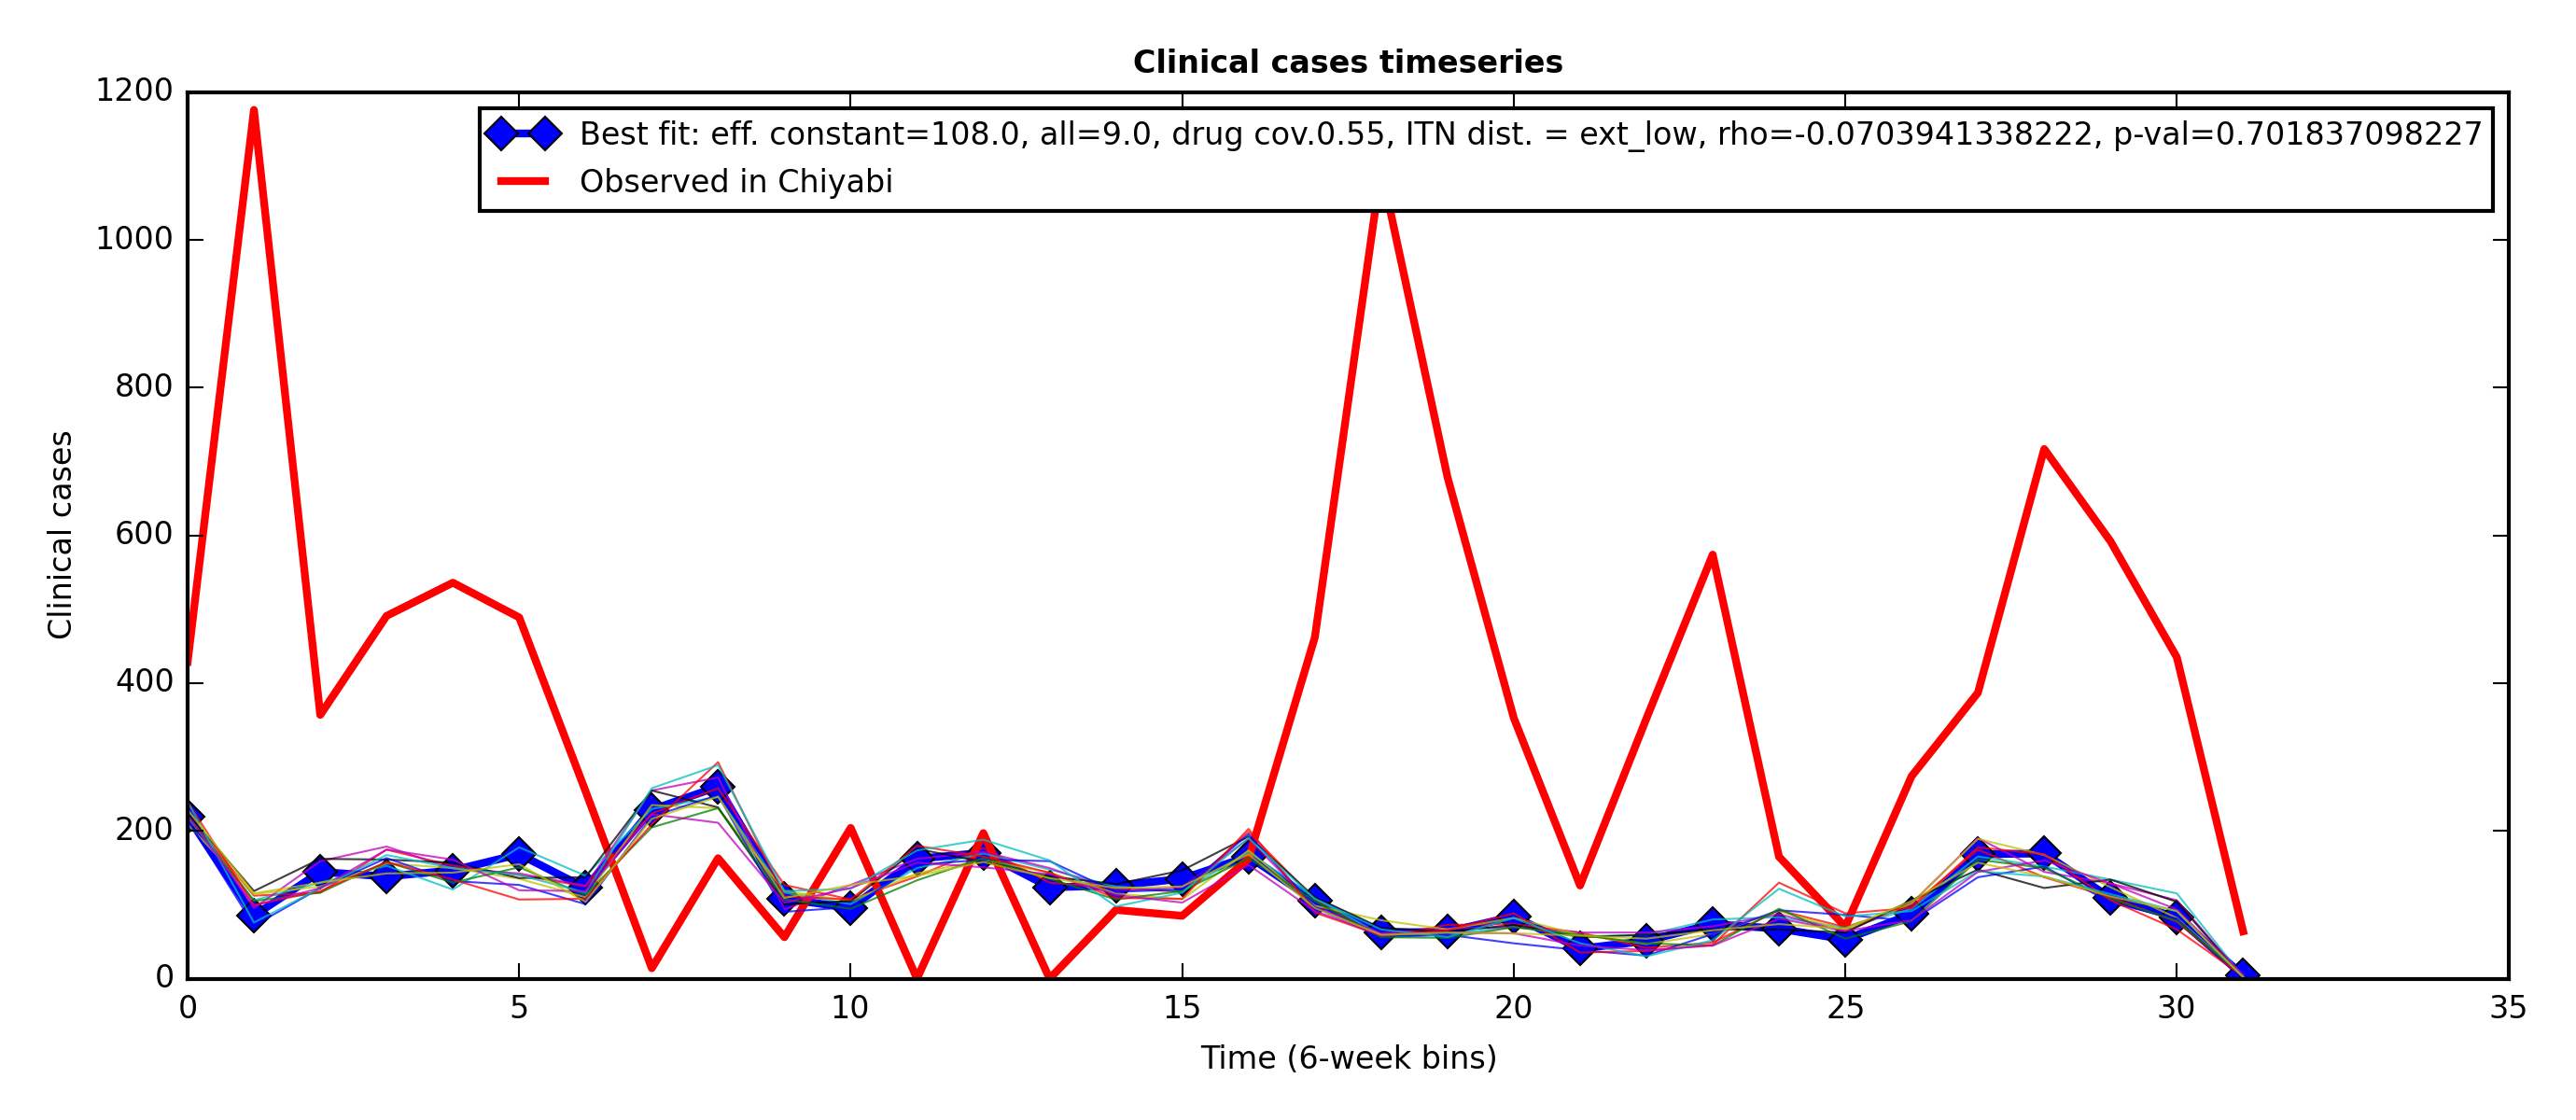 Clinical cases timeseries
1200
1000
800
600
400
200
0
Clinical cases
Best fit: eff. constant=108.0, all=9.0, drug cov.0.55, ITN dist. = ext_low, rho=-0.0703941338222, p-val=0.701837098227
Observed in Chiyabi
0 5 10 15 20 25 30 35
Time (6-week bins)